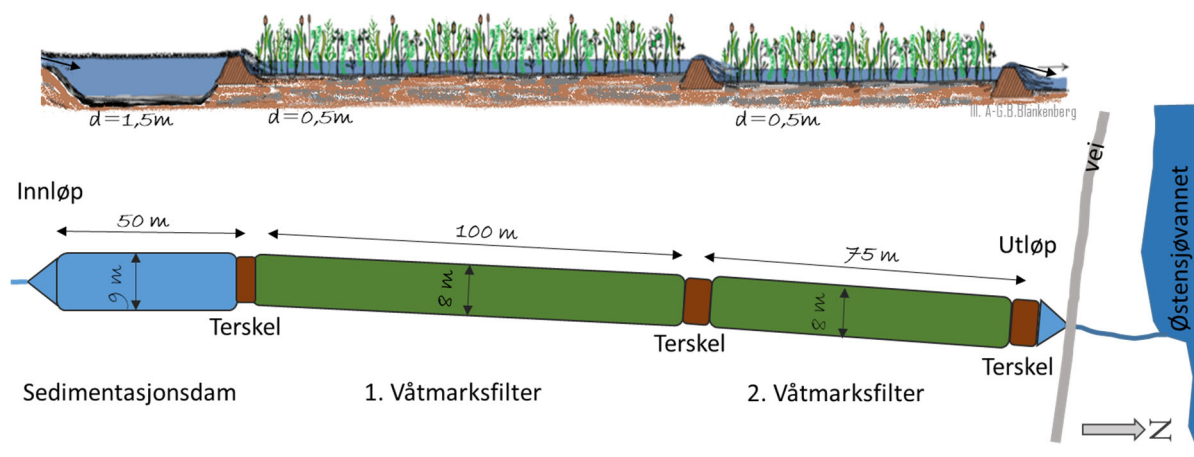 d=1,5m
d=0,5m
d=0,5m
Ill. A-G.B.Blankenberg
vei
Østensjøvannet
Innløp
50 m
100 m
75 m
Utløp
9 m
8 m
8 m
Terskel
Terskel
Terskel
Sedimentasjonsdam
1. Våtmarksfilter
2. Våtmarksfilter
N